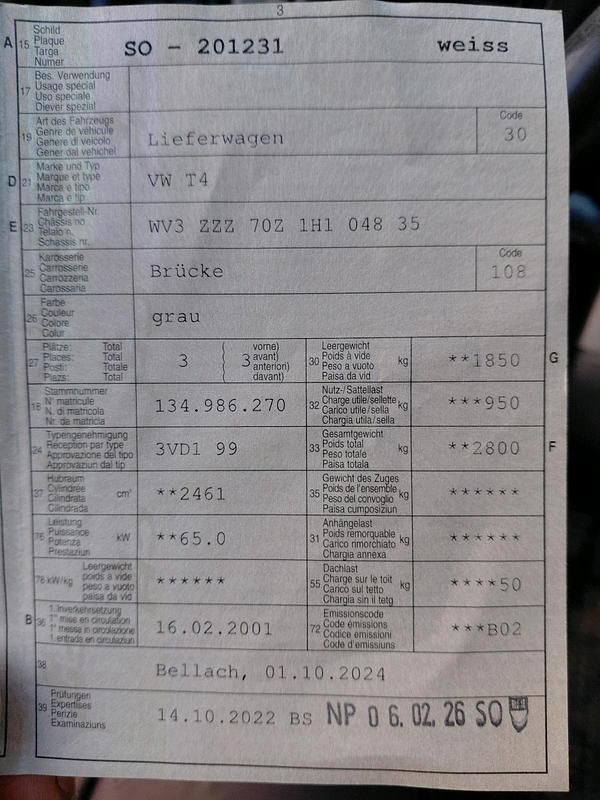 3
A 15 Schild
Plaque
Targa
Numer
SO - 201231 weiss
17 Bes. Verwendung
Usage spécial
Uso speciale
Diever spezial
19 Art des Fahrzeugs
Genre de véhicule
Genere di veicolo
Gener dal vehichel
Lieferwagen
Code
30
D 21 Marke und Typ
Marque et type
Marca e tipo
Marca e tip
VW T4
E 23 Fahrgestell-Nr.
Châssis no
Telaio n.
Schassis nr.
WV3 ZZZ 70Z 1H1 048 35
25 Karosserie
Carrosserie
Carrozzeria
Carossaria
Brücke
Code
108
26 Farbe
Couleur
Colore
Colur
grau
27 Plätze: Total
Places: Total
Posti: Totale
Plazs: Total
3
3
vorne)
avant)
anteriori)
davant)
30 Leergewicht
Poids à vide
Peso a vuoto
Paisa da vid
kg
**1850
G
18 Stammnummer
N° matricule
N. di matricola
Nr. da matricla
134.986.270
32 Nutz-/Sattellast
Charge utile/sellette
Carico utile/sella
Chargia utila/sella
kg
***950
24 Typengenehmigung
Réception par type
Approvazione del tipo
Approvaziun dal tip
3VD1 99
33 Gesamtgewicht
Poids total
Peso totale
Paisa totala
kg
**2800
F
37 Hubraum
Cylindrée
Cilindrata
Cilindrada
cm³
**2461
35 Gewicht des Zuges
Poids de l'ensemble
Peso del convoglio
Paisa cumposiziun
kg
******
76 Leistung
Puissance
Potenza
Prestaziun
kW
**65.0
31 Anhängelast
Poids remorquable
Carico rimorchiato
Chargia annexa
kg
******
78 kW/kg
Leergewicht
poids à vide
peso a vuoto
paisa da vid
******
55 Dachlast
Charge sur le toit
Carico sul tetto
Chargia sin il tetg
kg
****50
B 36 1. Inverkehrsetzung
1re mise en circulation
1a messa in circolazione
1. entrada en circulaziun
16.02.2001
72 Emissionscode
Code émissions
Codice emissioni
Code d'emissiuns
***B02
38
Bellach, 01.10.2024
39 Prüfungen
Expertises
Perizie
Examinaziuns
14.10.2022 BS NP 0 6. 02. 26 SO